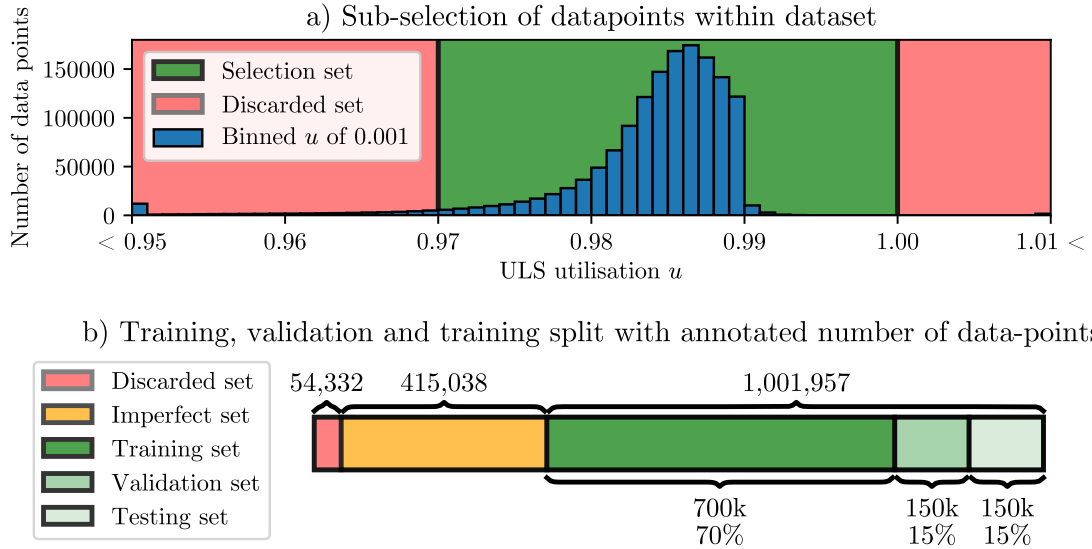 a) Sub-selection of datapoints within dataset
Number of data points
150000
100000
50000
0
Selection set
Discarded set
Binned u of 0.001
< 0.95 0.96 0.97 0.98 0.99 1.00 1.01 <
ULS utilisation u
b) Training, validation and training split with annotated number of data-points
Discarded set
Imperfect set
Training set
Validation set
Testing set
54,332 415,038 1,001,957
700k 150k 150k
70% 15% 15%